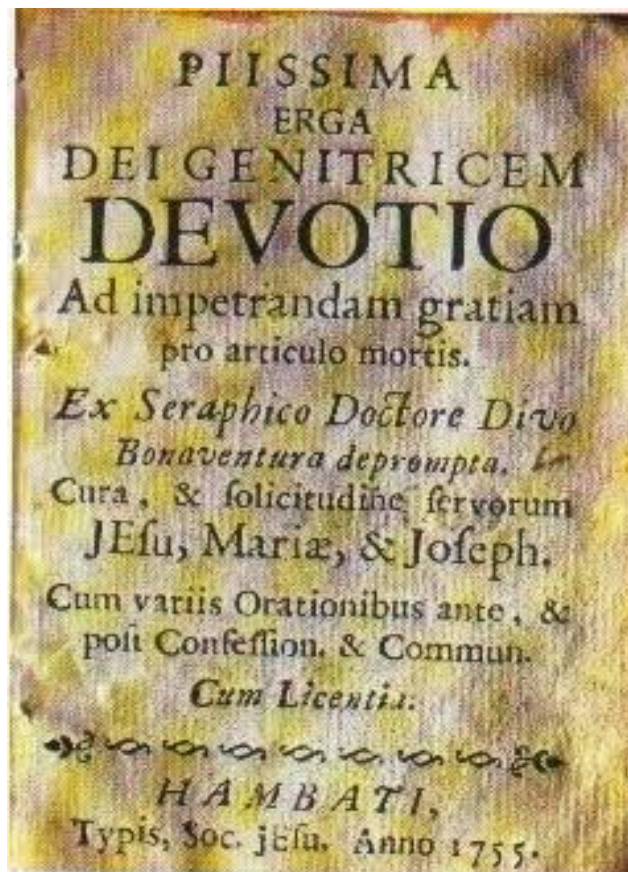 PIISSIMA
ERGA
DEI GENITRICEM
DEVOTIO
Ad impetrandam gratiam
pro articulo mortis.
Ex Seraphico Doctore Divo
Bonaventura deprompta.
Cura, & ſolicitudine ſervorum
JEſu, Mariæ, & Joſeph.
Cum variis Orationibus ante, &
poſt Confeſſion. & Commun.
Cum Licentia.
HAMBATI,
Typis, Soc. jEſu. Anno 1755.